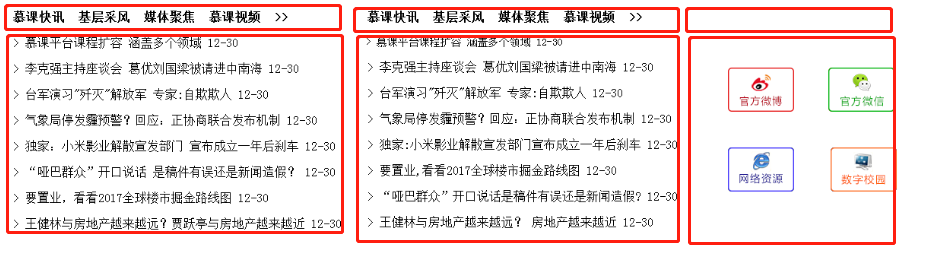 慕课快讯 基层采风 媒体聚焦 慕课视频 >>
> 慕课平台课程扩容 涵盖多个领域 12-30
> 李克强主持座谈会 葛优刘国梁被请进中南海 12-30
> 台军演习"歼灭"解放军 专家:自欺欺人 12-30
> 气象局停发霾预警? 回应: 正协商联合发布机制 12-30
> 独家: 小米影业解散宣发部门 宣布成立一年后刹车 12-30
> “哑巴群众”开口说话 是稿件有误还是新闻造假? 12-30
> 要置业, 看看2017全球楼市掘金路线图 12-30
> 王健林与房地产越来越远? 贾跃亭与房地产越来越近 12-30
慕课快讯 基层采风 媒体聚焦 慕课视频 >>
> 慕课平台课程扩容 涵盖多个领域 12-30
> 李克强主持座谈会 葛优刘国梁被请进中南海 12-30
> 台军演习"歼灭"解放军 专家:自欺欺人 12-30
> 气象局停发霾预警? 回应: 正协商联合发布机制 12-30
> 独家:小米影业解散宣发部门 宣布成立一年后刹车 12-30
> 要置业,看看2017全球楼市掘金路线图 12-30
> “哑巴群众”开口说话是稿件有误还是新闻造假? 12-30
> 王健林与房地产越来越远? 房地产越来越近 12-30
官方微博 官方微信
网络资源 数字校园